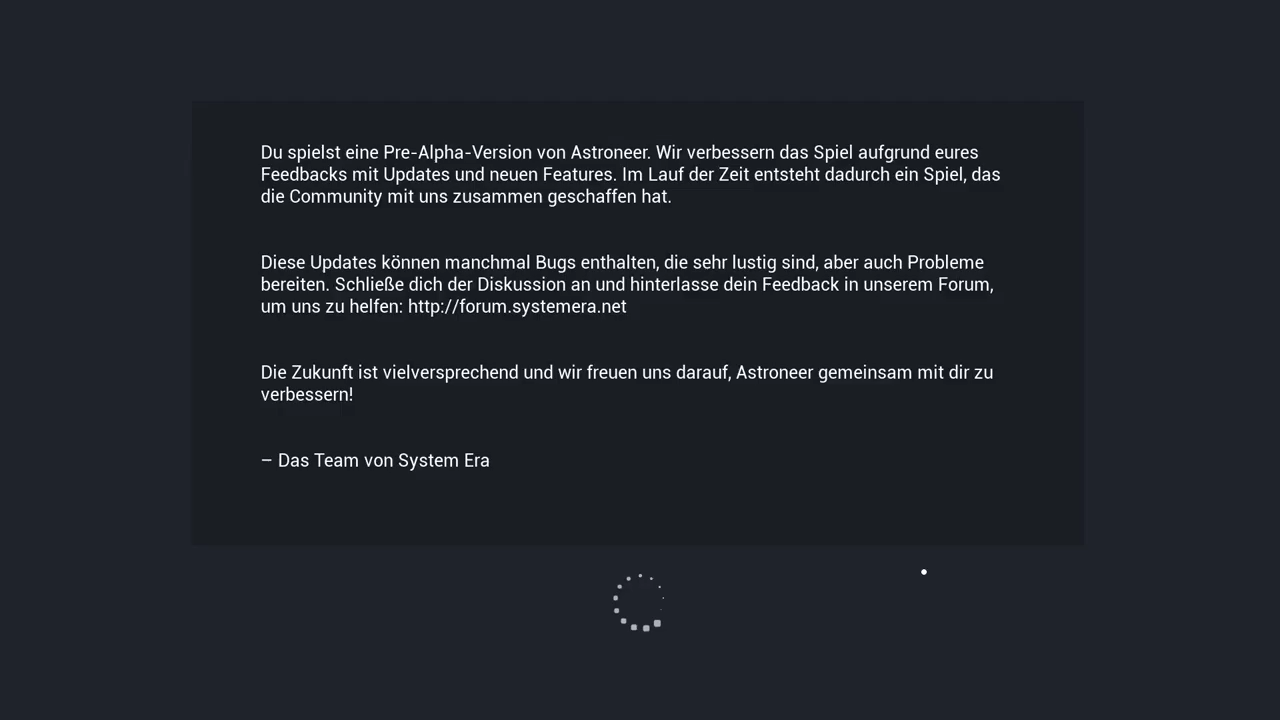 Du spielst eine Pre-Alpha-Version von Astroneer. Wir verbessern das Spiel aufgrund eures
Feedbacks mit Updates und neuen Features. Im Lauf der Zeit entsteht dadurch ein Spiel, das
die Community mit uns zusammen geschaffen hat.
Diese Updates können manchmal Bugs enthalten, die sehr lustig sind, aber auch Probleme
bereiten. Schließe dich der Diskussion an und hinterlasse dein Feedback in unserem Forum,
um uns zu helfen: http://forum.systemera.net
Die Zukunft ist vielversprechend und wir freuen uns darauf, Astroneer gemeinsam mit dir zu
verbessern!
– Das Team von System Era